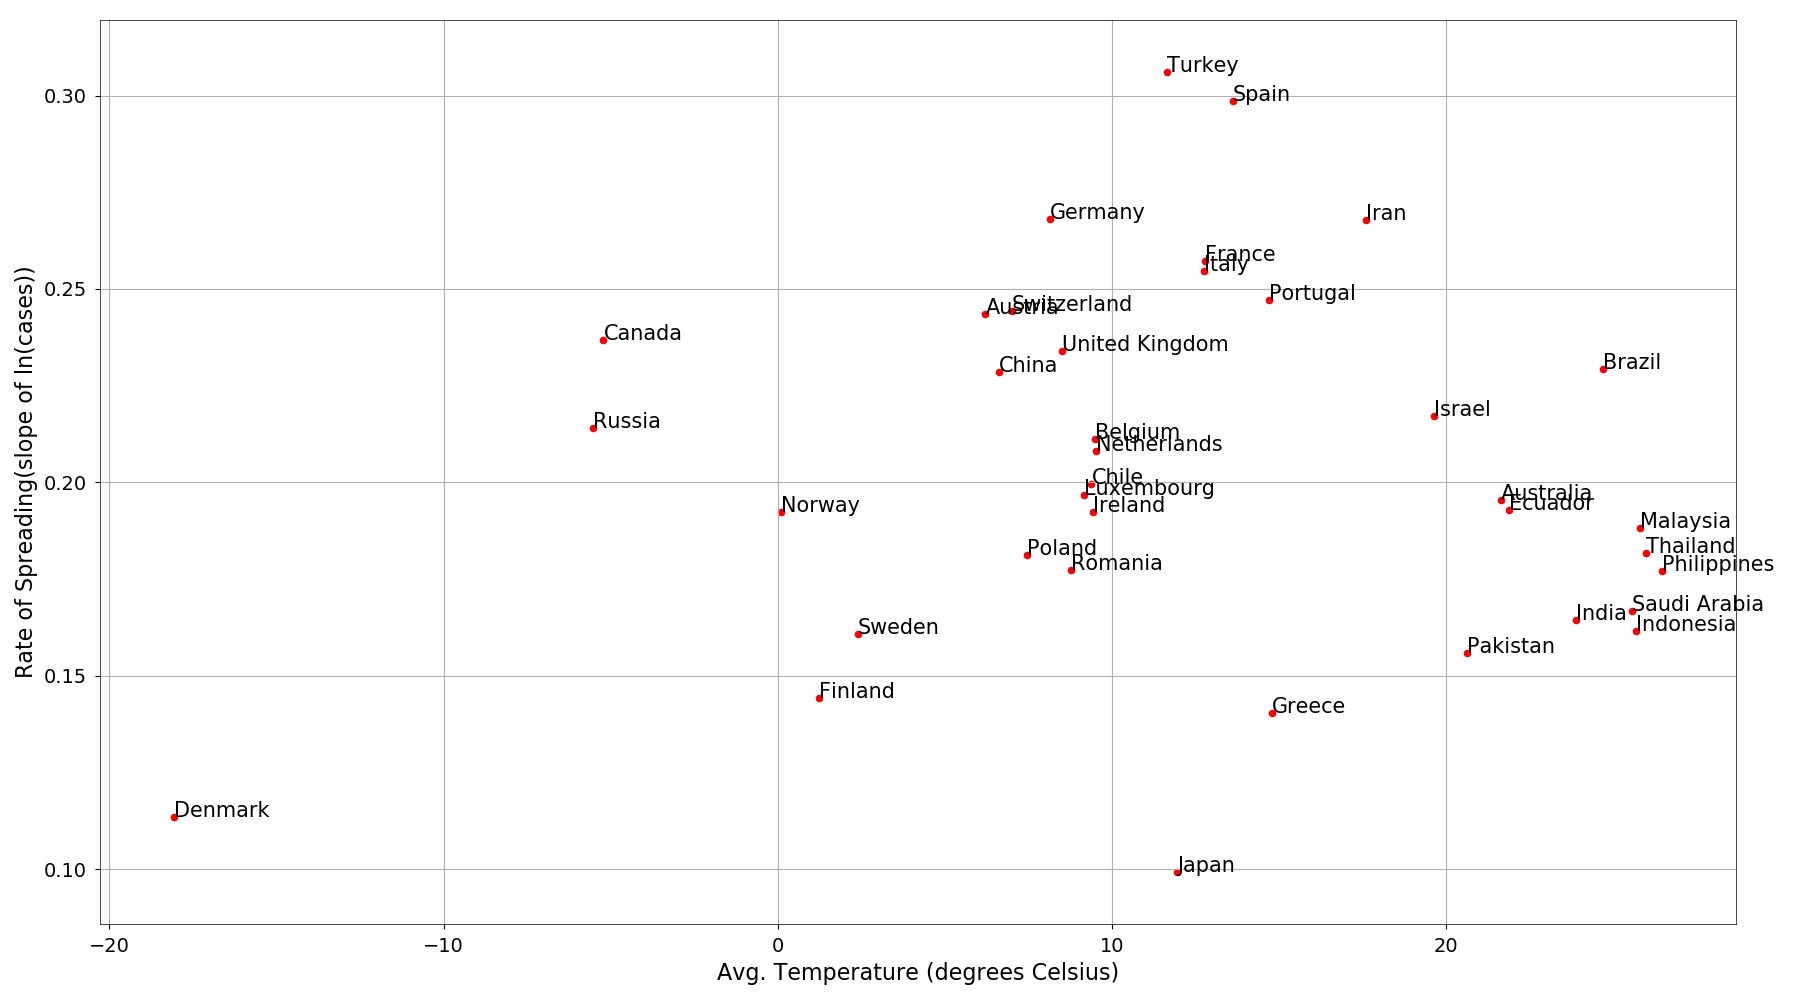 Turkey
Spain
0.30
Germany
Iran
France
Italy
0.25
Portugal
Switzerland
Austria
Canada
United Kingdom
China
Brazil
Israel
Russia
Belgium
Netherlands
0.20
Chile
Luxembourg
Australia
Ecuador
Norway
Ireland
Malaysia
Poland
Thailand
Romania
Philippines
Saudi Arabia
India
Indonesia
Sweden
Pakistan
0.15
Finland
Greece
Denmark
0.10
Japan
Rate of Spreading(slope of ln(cases))
−20 −10 0 10 20
Avg. Temperature (degrees Celsius)